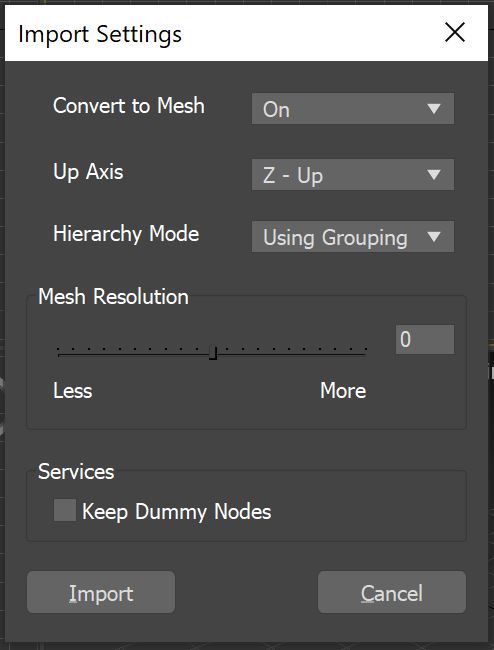 Import Settings
Convert to Mesh On
Up Axis Z - Up
Hierarchy Mode Using Grouping
Mesh Resolution
0
Less More
Services
Keep Dummy Nodes
Import Cancel